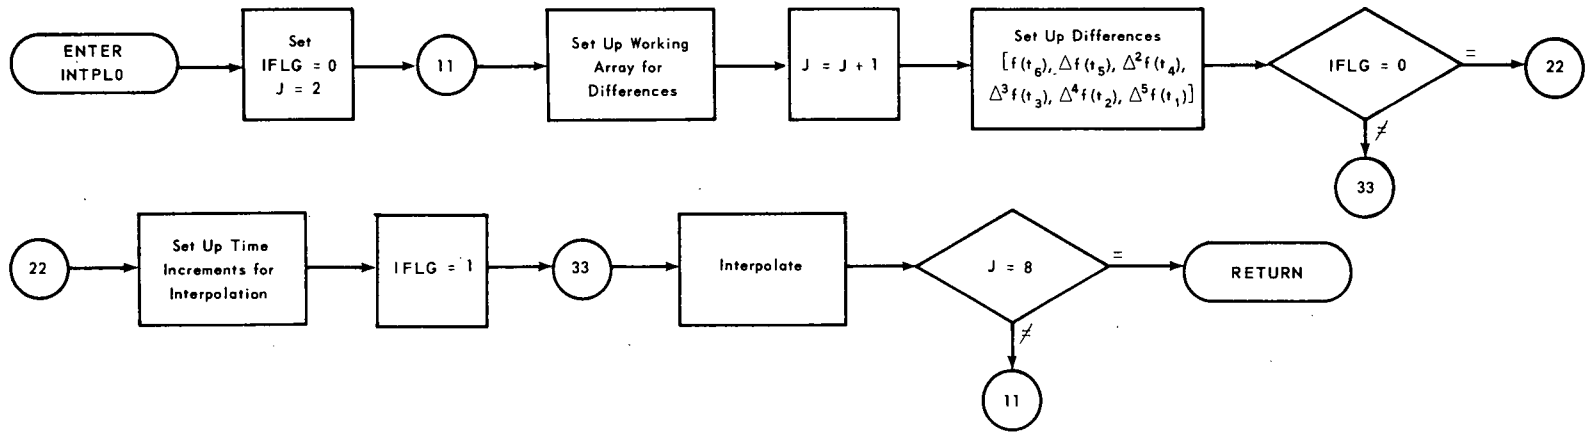 ENTER
INTPLO
Set
IFLG = 0
J = 2
11
Set Up Working
Array for
Differences
J = J + 1
Set Up Differences
[f(t₆), Δf(t₅), Δ²f(t₄),
Δ³f(t₃), Δ⁴f(t₂), Δ⁵f(t₁)]
IFLG = 0
=
22
≠
33
22
Set Up Time
Increments for
Interpolation
IFLG = 1
33
Interpolate
J = 8
=
RETURN
≠
11